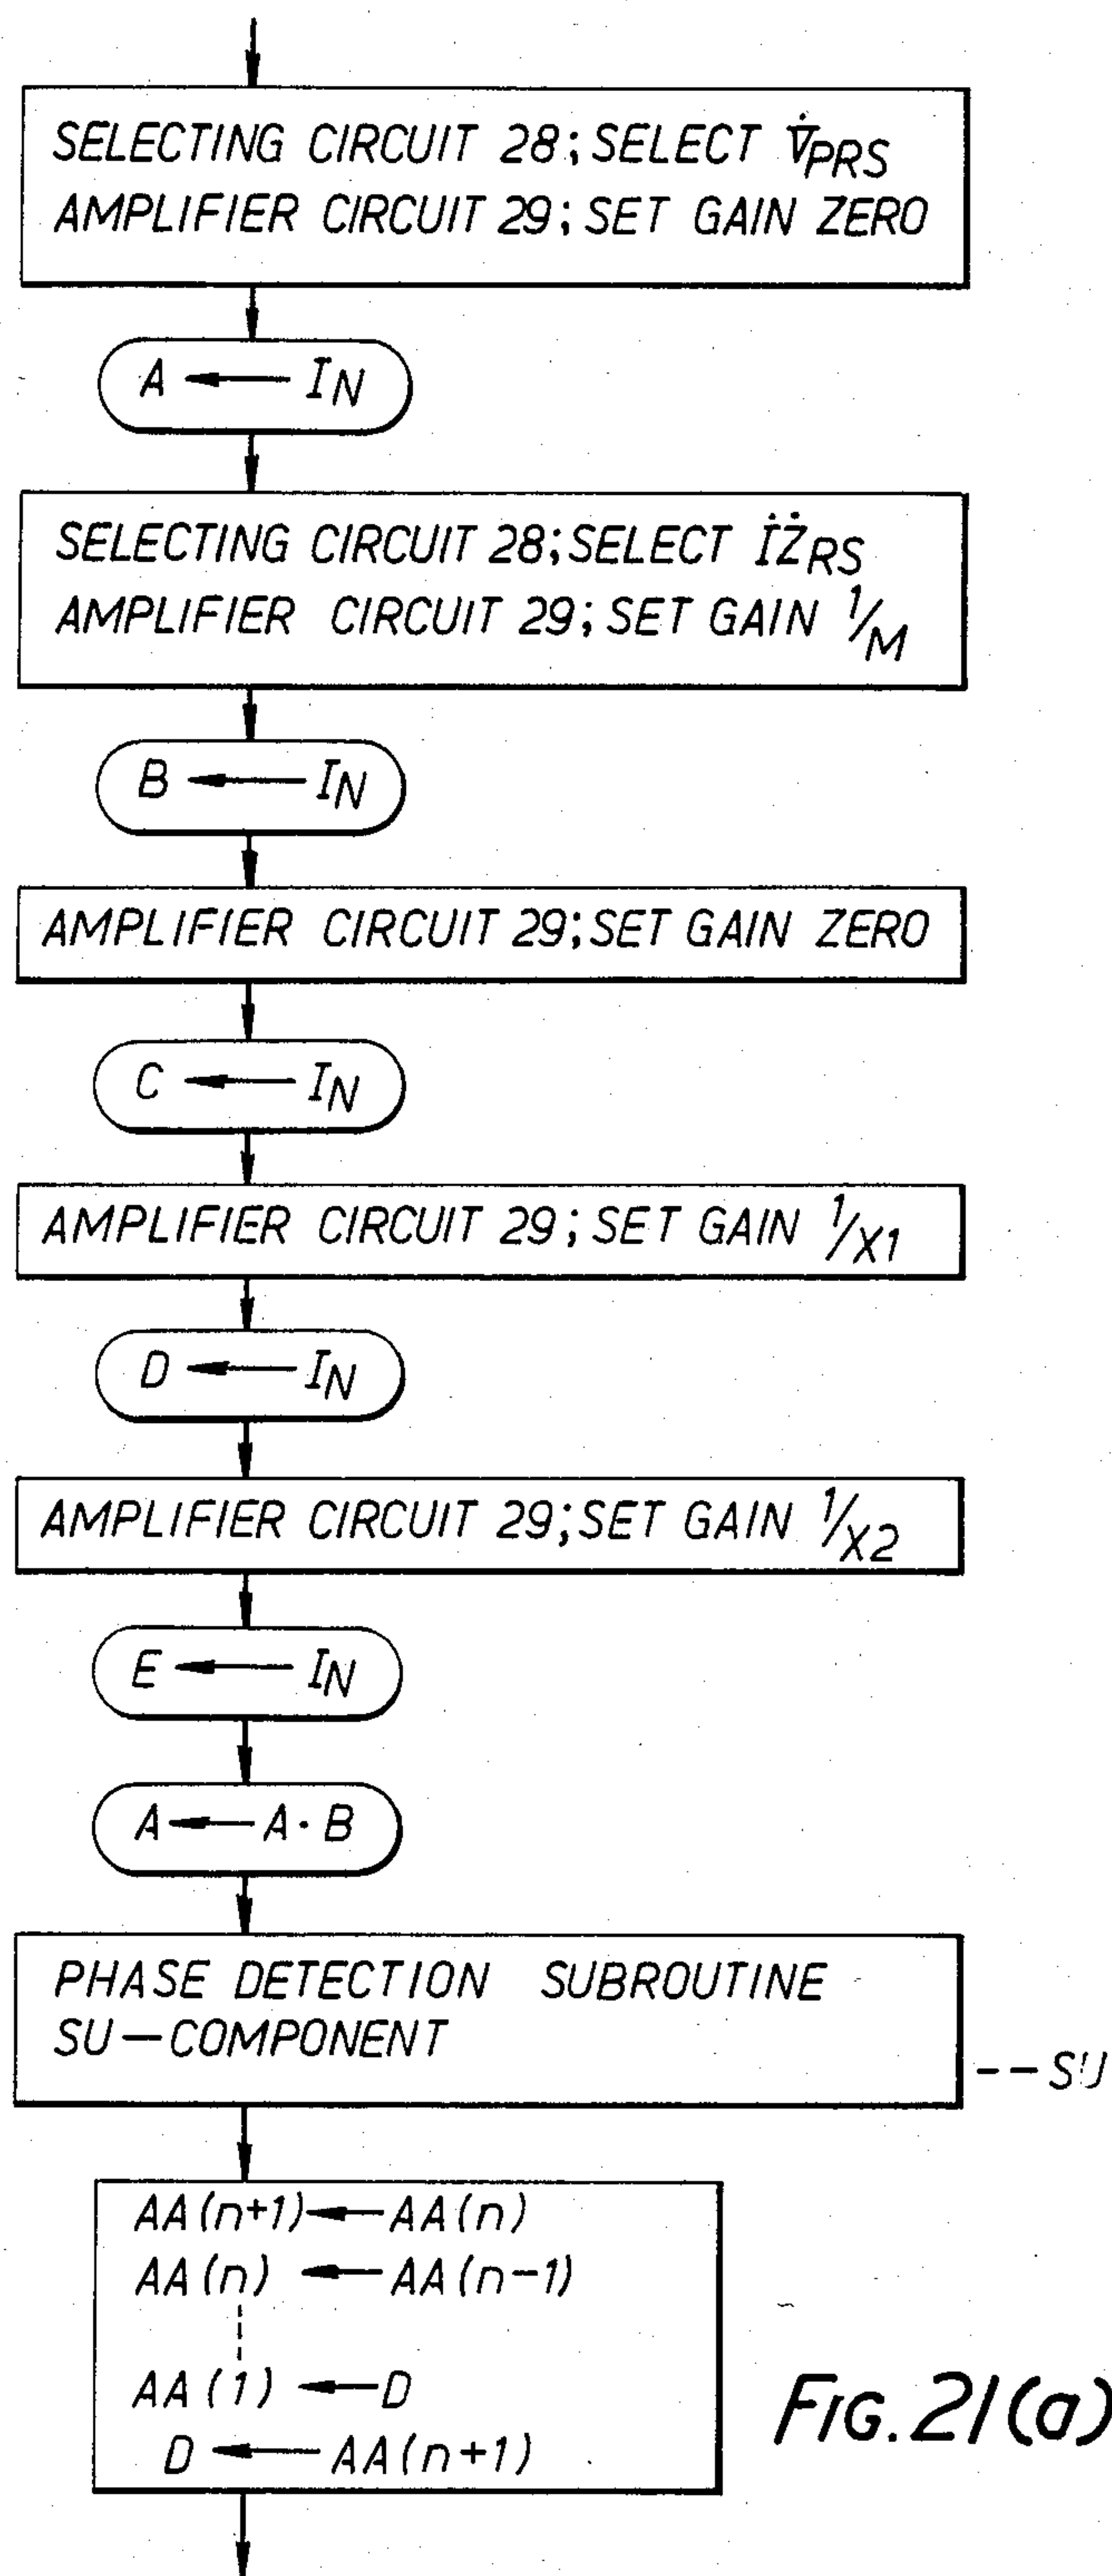 SELECTING CIRCUIT 28; SELECT V̇PRS
AMPLIFIER CIRCUIT 29; SET GAIN ZERO
A ← IN
SELECTING CIRCUIT 28; SELECT İŻRS
AMPLIFIER CIRCUIT 29; SET GAIN 1/M
B ← IN
AMPLIFIER CIRCUIT 29; SET GAIN ZERO
C ← IN
AMPLIFIER CIRCUIT 29; SET GAIN 1/X1
D ← IN
AMPLIFIER CIRCUIT 29; SET GAIN 1/X2
E ← IN
A ← A · B
PHASE DETECTION SUBROUTINE
SU—COMPONENT
-- SU
AA(n+1) ← AA(n)
AA(n) ← AA(n-1)
AA(1) ← D
D ← AA(n+1)
FIG. 21(a)